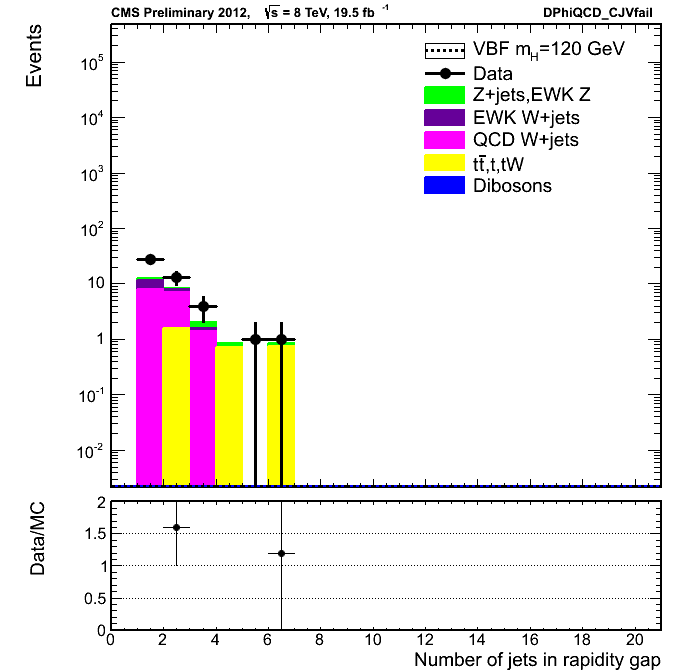 CMS Preliminary 2012, √s = 8 TeV, 19.5 fb⁻¹ DPhiQCD_CJVfail
Events
10⁵
10⁴
10³
10²
10
1
10⁻¹
10⁻²
VBF m_H=120 GeV
Data
Z+jets,EWK Z
EWK W+jets
QCD W+jets
tt̄,t,tW
Dibosons
Data/MC
2
1.5
1
0.5
0
0 2 4 6 8 10 12 14 16 18 20
Number of jets in rapidity gap